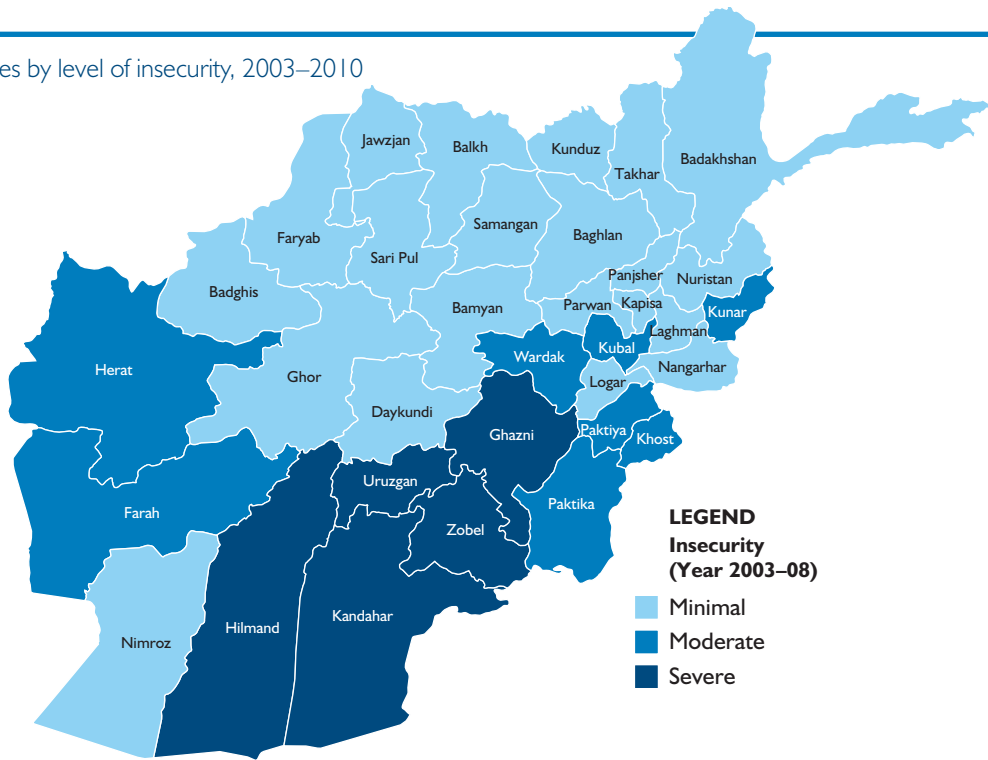 es by level of insecurity, 2003–2010
Jawzjan
Balkh
Kunduz
Takhar
Badakhshan
Faryab
Sari Pul
Samangan
Baghlan
Badghis
Bamyan
Panjsher
Nuristan
Parwan
Kapisa
Kunar
Laghman
Herat
Ghor
Wardak
Kubal
Nangarhar
Logar
Daykundi
Ghazni
Paktiya
Khost
Uruzgan
Paktika
Farah
Zobel
Nimroz
Hilmand
Kandahar
LEGEND
Insecurity
(Year 2003–08)
Minimal
Moderate
Severe